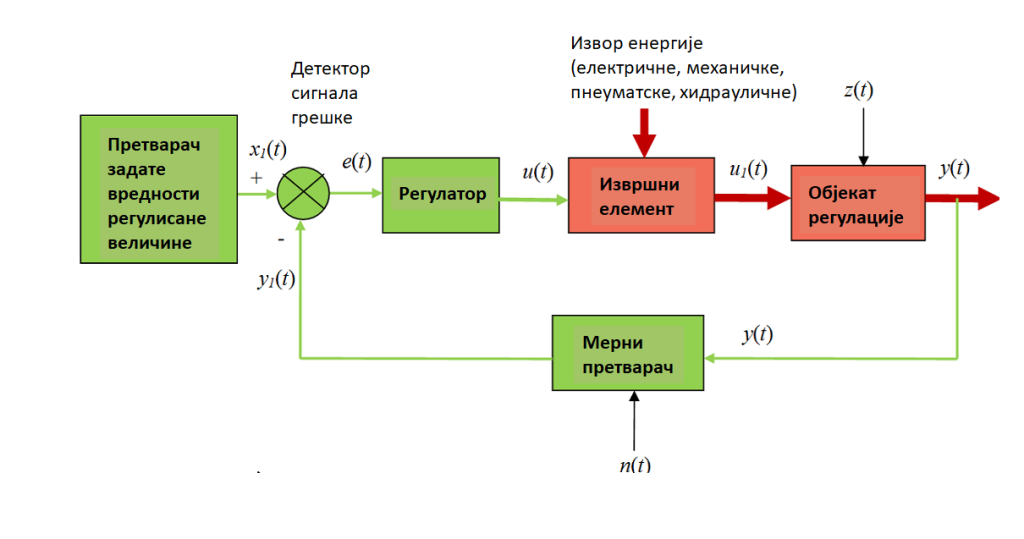 Извор енергије
(електричне, механичке,
пнеуматске, хидрауличне)
Детектор
сигнала
грешке
z(t)
Претварач
задате
вредности
регулисане
величине
x1(t)
+
e(t)
Регулатор
u(t)
Извршни
елемент
u1(t)
Објекат
регулације
y(t)
-
y1(t)
Мерни
претварач
y(t)
n(t)